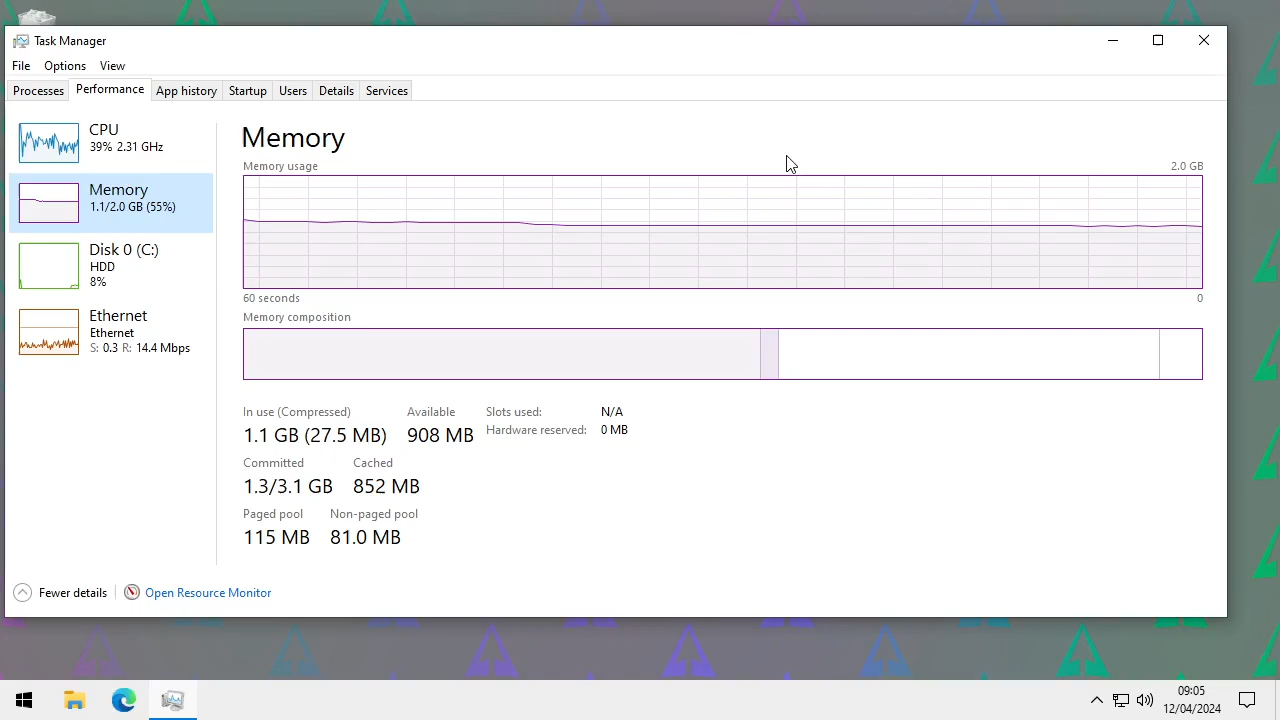 Task Manager
File Options View
Processes Performance App history Startup Users Details Services
CPU
39% 2.31 GHz
Memory
1.1/2.0 GB (55%)
Disk 0 (C:)
HDD
8%
Ethernet
Ethernet
S: 0.3 R: 14.4 Mbps
Memory
Memory usage 2.0 GB
60 seconds 0
Memory composition
In use (Compressed) Available Slots used: N/A
1.1 GB (27.5 MB) 908 MB Hardware reserved: 0 MB
Committed Cached
1.3/3.1 GB 852 MB
Paged pool Non-paged pool
115 MB 81.0 MB
Fewer details Open Resource Monitor
09:05
12/04/2024